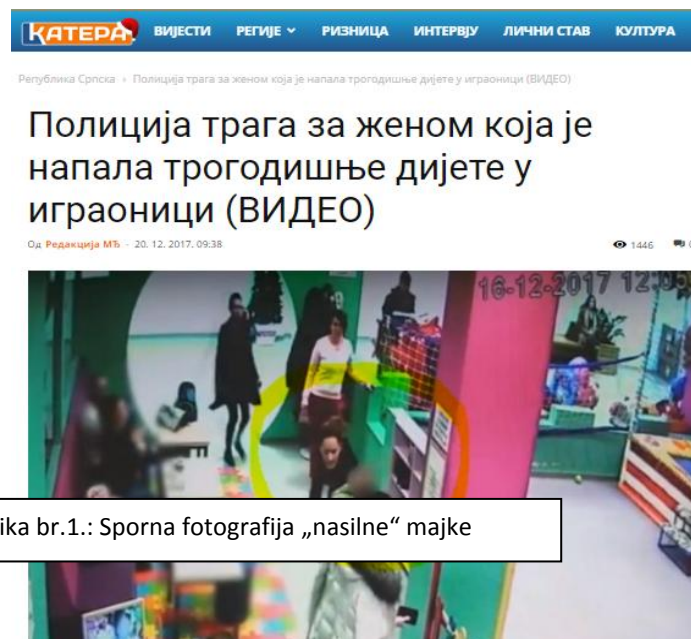 КАТЕРА ВИЈЕСТИ РЕГИЈЕ РИЗНИЦА ИНТЕРВЈУ ЛИЧНИ СТАВ КУЛТУРА
Република Српска › Полиција трага за женом која је напала трогодишње дијете у играоници (ВИДЕО)
Полиција трага за женом која је
напала трогодишње дијете у
играоници (ВИДЕО)
Од Редакција МЂ - 20. 12. 2017. 09:38 1446
16-12-2017 12:05
ika br.1.: Sporna fotografija „nasilne“ majke